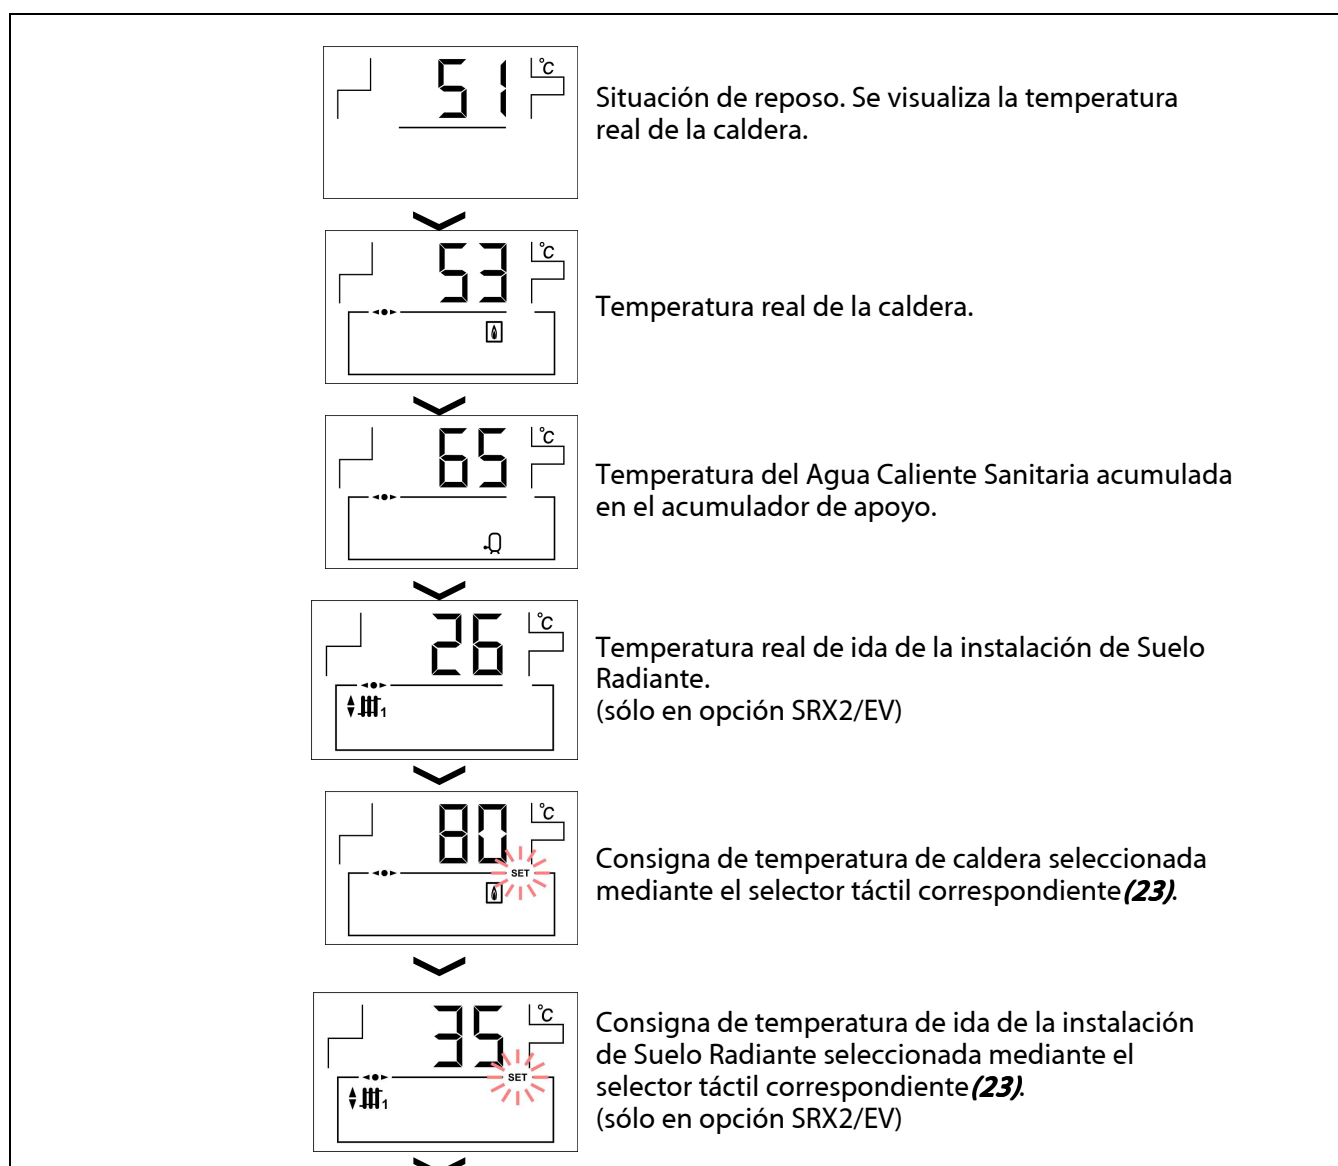 51 °C
Situación de reposo. Se visualiza la temperatura
real de la caldera.
53 °C
Temperatura real de la caldera.
65 °C
Temperatura del Agua Caliente Sanitaria acumulada
en el acumulador de apoyo.
26 °C
1
Temperatura real de ida de la instalación de Suelo
Radiante.
(sólo en opción SRX2/EV)
80 °C
SET
Consigna de temperatura de caldera seleccionada
mediante el selector táctil correspondiente (23).
35 °C
SET
1
Consigna de temperatura de ida de la instalación
de Suelo Radiante seleccionada mediante el
selector táctil correspondiente (23).
(sólo en opción SRX2/EV)